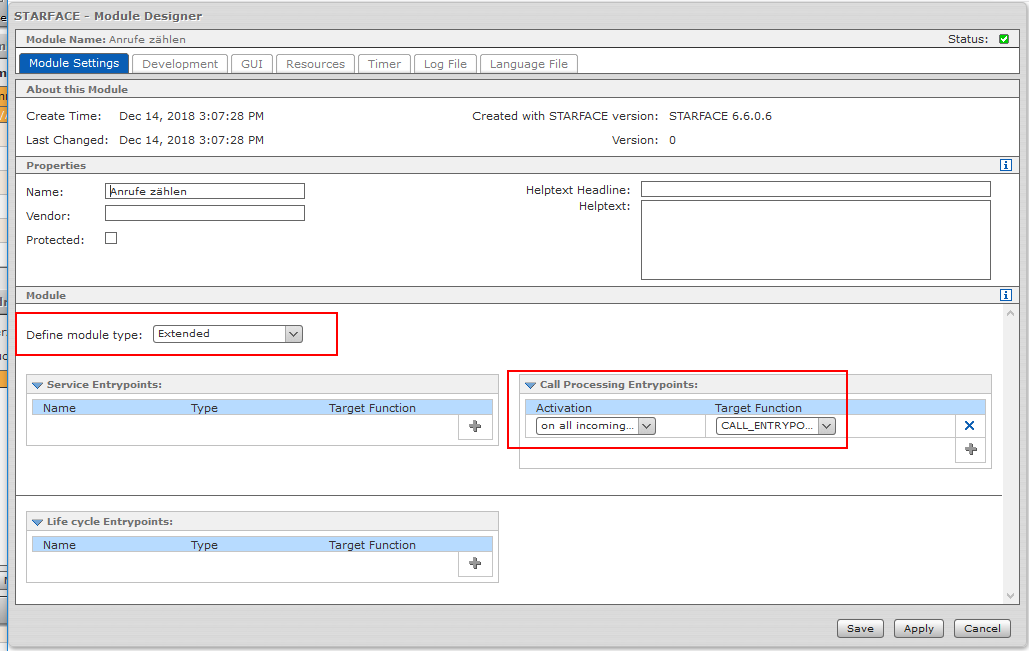 STARFACE - Module Designer
Module Name: Anrufe zählen Status:
Module Settings Development GUI Resources Timer Log File Language File
About this Module
Create Time: Dec 14, 2018 3:07:28 PM Created with STARFACE version: STARFACE 6.6.0.6
Last Changed: Dec 14, 2018 3:07:28 PM Version: 0
Properties
Name: Anrufe zählen Helptext Headline:
Helptext:
Vendor:
Protected:
Module
Define module type: Extended
Service Entrypoints:
Name Type Target Function
Call Processing Entrypoints:
Activation Target Function
on all incoming... CALL_ENTRYPO...
Life cycle Entrypoints:
Name Type Target Function
Save Apply Cancel